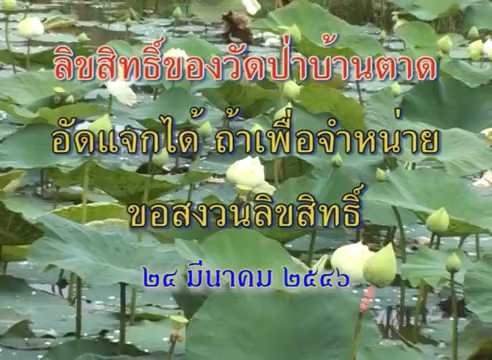 ลิขสิทธิ์ของวัดป่าบ้านตาด
อัดแจกได้ ถ้าเพื่อจำหน่าย
ขอสงวนลิขสิทธิ์
๒๔ มีนาคม ๒๕๔๖